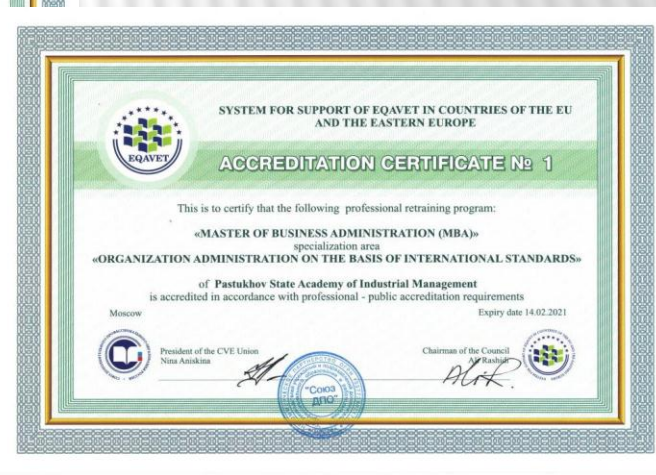 SYSTEM FOR SUPPORT OF EQAVET IN COUNTRIES OF THE EU
AND THE EASTERN EUROPE
EQAVET
ACCREDITATION CERTIFICATE № 1
This is to certify that the following professional retraining program:
«MASTER OF BUSINESS ADMINISTRATION (MBA)»
specialization area
«ORGANIZATION ADMINISTRATION ON THE BASIS OF INTERNATIONAL STANDARDS»
of Pastukhov State Academy of Industrial Management
is accredited in accordance with professional - public accreditation requirements
Moscow
Expiry date 14.02.2021
President of the CVE Union
Nina Aniskina
Chairman of the Council
Rashidi
"Союз
ДПО"